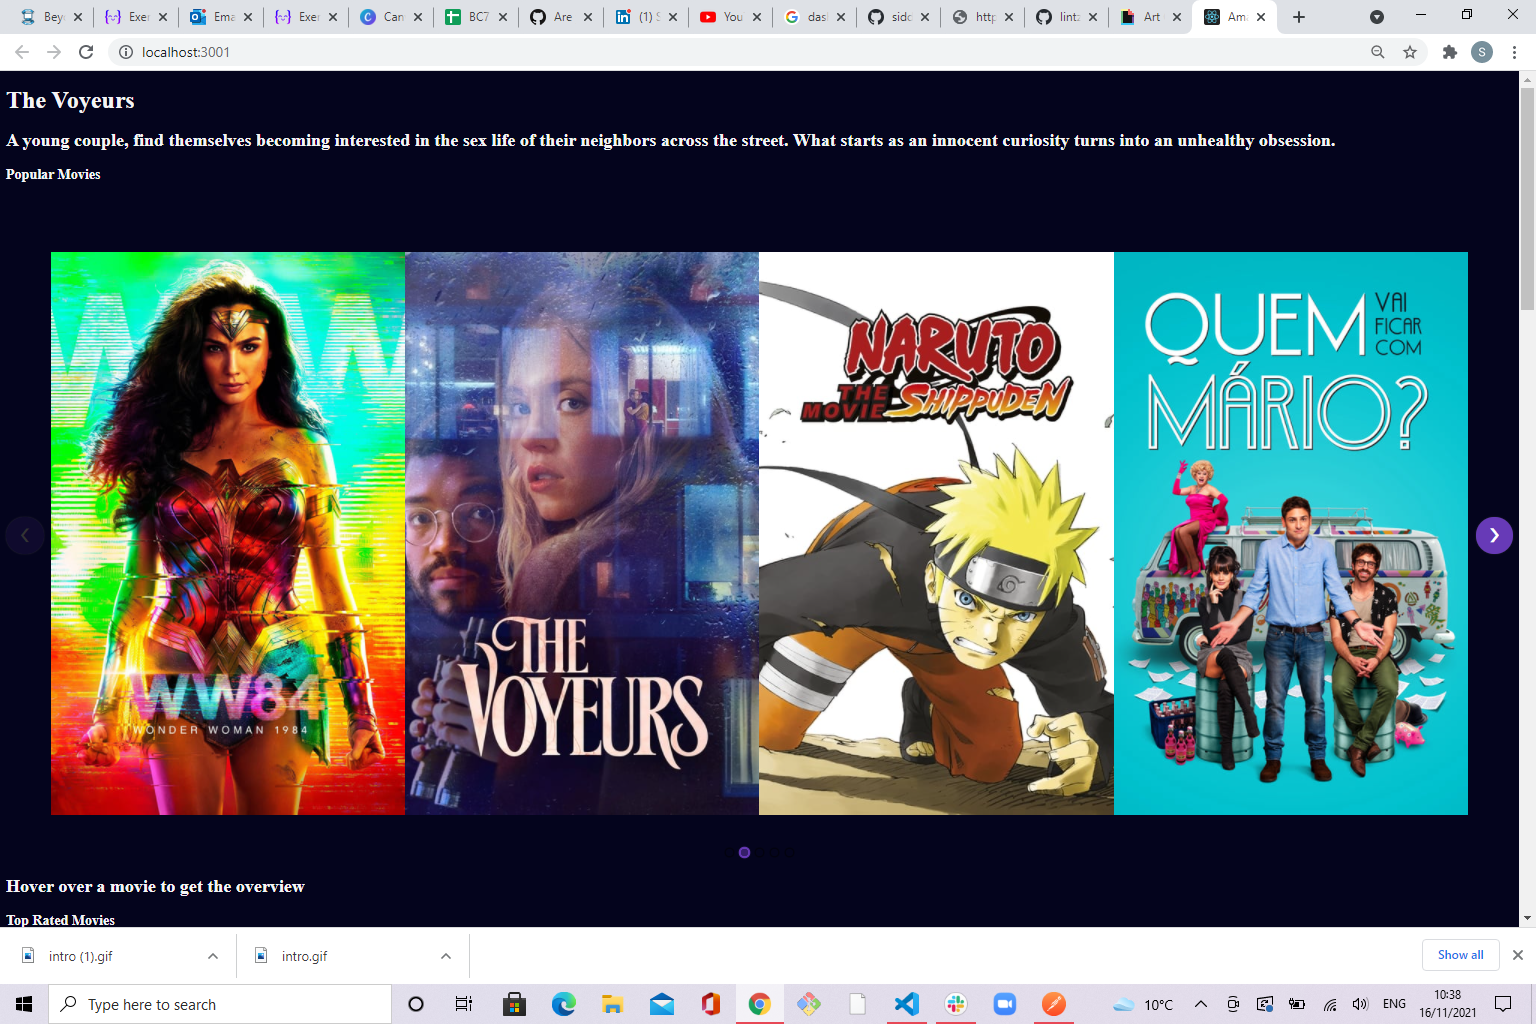 Bey
Exer
Ema
Exer
Can
BC7
Are
(1) S
You
das
sidd
http
lint
Art
Am
localhost:3001
S
The Voyeurs
A young couple, find themselves becoming interested in the sex life of their neighbors across the street. What starts as an innocent curiosity turns into an unhealthy obsession.
Popular Movies
WW84
WONDER WOMAN 1984
THE
VOYEURS
NARUTO
THE MOVIE SHIPPUDEN
QUEM VAI FICAR COM
MÁRIO?
Hover over a movie to get the overview
Top Rated Movies
intro (1).gif
intro.gif
Show all
Type here to search
10°C
ENG
10:38
16/11/2021